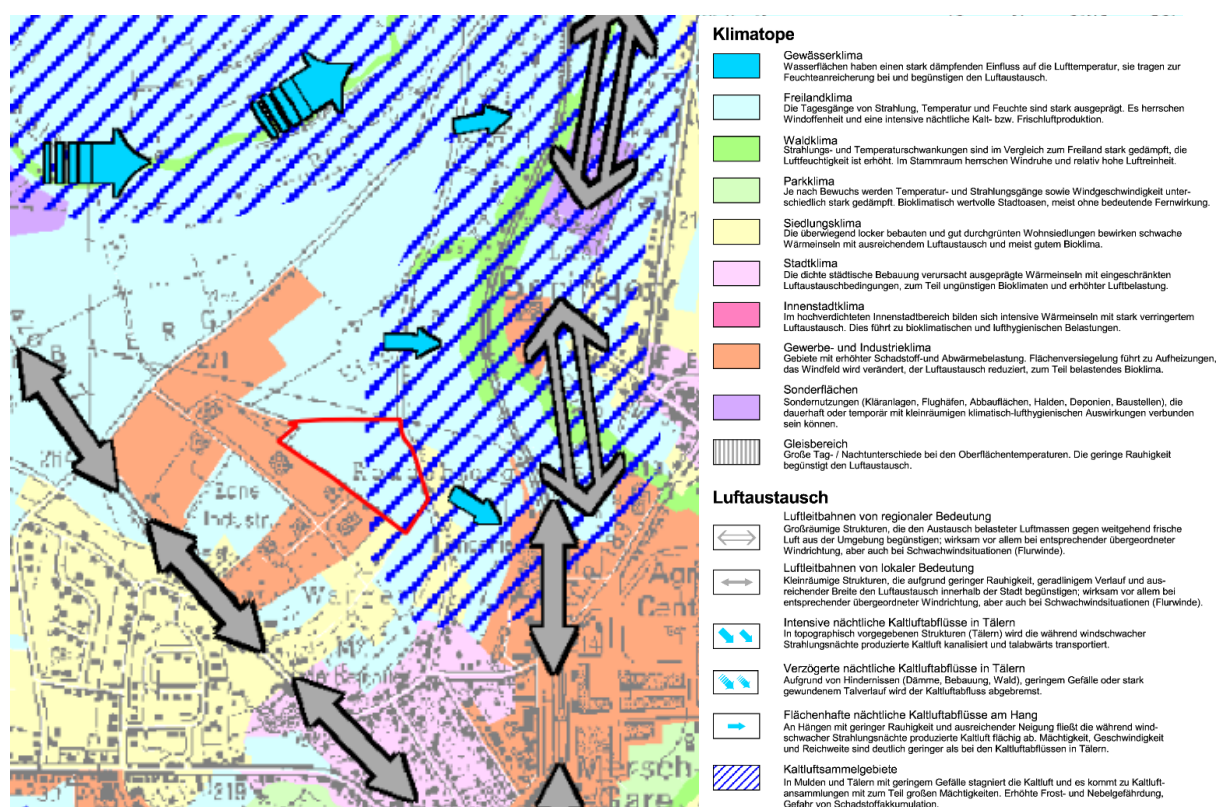 Klimatope
Gewässerklima
Wasserflächen haben einen stark dämpfenden Einfluss auf die Lufttemperatur, sie tragen zur
Feuchteanreicherung bei und begünstigen den Luftaustausch.
Freilandklima
Die Tagesgänge von Strahlung, Temperatur und Feuchte sind stark ausgeprägt. Es herrschen
Windoffenheit und eine intensive nächtliche Kalt- bzw. Frischluftproduktion.
Waldklima
Strahlungs- und Temperaturschwankungen sind im Vergleich zum Freiland stark gedämpft, die
Luftfeuchtigkeit ist erhöht. Im Stammraum herrschen Windruhe und relativ hohe Luftreinheit.
Parkklima
Je nach Bewuchs werden Temperatur- und Strahlungsgänge sowie Windgeschwindigkeit unter-
schiedlich stark gedämpft. Bioklimatisch wertvolle Stadtoasen, meist ohne bedeutende Fernwirkung.
Siedlungsklima
Die überwiegend locker bebauten und gut durchgrünten Wohnsiedlungen bewirken schwache
Wärmeinseln mit ausreichendem Luftaustausch und meist gutem Bioklima.
Stadtklima
Die dichte städtische Bebauung verursacht ausgeprägte Wärmeinseln mit eingeschränkten
Luftaustauschbedingungen, zum Teil ungünstigen Bioklimaten und erhöhter Luftbelastung.
Innenstadtklima
Im hochverdichteten Innenstadtbereich bilden sich intensive Wärmeinseln mit stark verringertem
Luftaustausch. Dies führt zu bioklimatischen und lufthygienischen Belastungen.
Gewerbe- und Industrieklima
Gebiete mit erhöhter Schadstoff-und Abwärmebelastung. Flächenversiegelung führt zu Aufheizungen,
das Windfeld wird verändert, der Luftaustausch reduziert, zum Teil belastendes Bioklima.
Sonderflächen
Sondernutzungen (Kläranlagen, Flughäfen, Abbauflächen, Halden, Deponien, Baustellen), die
dauerhaft oder temporär mit kleinräumigen klimatisch-lufthygienischen Auswirkungen verbunden
sein können.
Gleisbereich
Große Tag- / Nachtunterschiede bei den Oberflächentemperaturen. Die geringe Rauhigkeit
begünstigt den Luftaustausch.
Luftaustausch
Luftleitbahnen von regionaler Bedeutung
Großräumige Strukturen, die den Austausch belasteter Luftmassen gegen weitgehend frische
Luft aus der Umgebung begünstigen; wirksam vor allem bei entsprechender übergeordneter
Windrichtung, aber auch bei Schwachwindsituationen (Flurwinde).
Luftleitbahnen von lokaler Bedeutung
Kleinräumige Strukturen, die aufgrund geringer Rauhigkeit, geradlinigem Verlauf und aus-
reichender Breite den Luftaustausch innerhalb der Stadt begünstigen; wirksam vor allem bei
entsprechender übergeordneter Windrichtung, aber auch bei Schwachwindsituationen (Flurwinde).
Intensive nächtliche Kaltluftabflüsse in Tälern
In topographisch vorgegebenen Strukturen (Tälern) wird die während windschwacher
Strahlungsnächte produzierte Kaltluft kanalisiert und talabwärts transportiert.
Verzögerte nächtliche Kaltluftabflüsse in Tälern
Aufgrund von Hindernissen (Dämme, Bebauung, Wald), geringem Gefälle oder stark
gewundenem Talverlauf wird der Kaltluftabfluss abgebremst.
Flächenhafte nächtliche Kaltluftabflüsse am Hang
An Hängen mit geringer Rauhigkeit und ausreichender Neigung fließt die während wind-
schwacher Strahlungsnächte produzierte Kaltluft flächig ab. Mächtigkeit, Geschwindigkeit
und Reichweite sind deutlich geringer als bei den Kaltluftabflüssen in Tälern.
Kaltluftsammelgebiete
In Mulden und Tälern mit geringem Gefälle stagniert die Kaltluft und es kommt zu Kaltluft-
ansammlungen mit zum Teil großen Mächtigkeiten. Erhöhte Frost- und Nebelgefährdung,
Gefahr von Schadstoffakkumulation.
271
Zone
Ind. str.
219
Gare